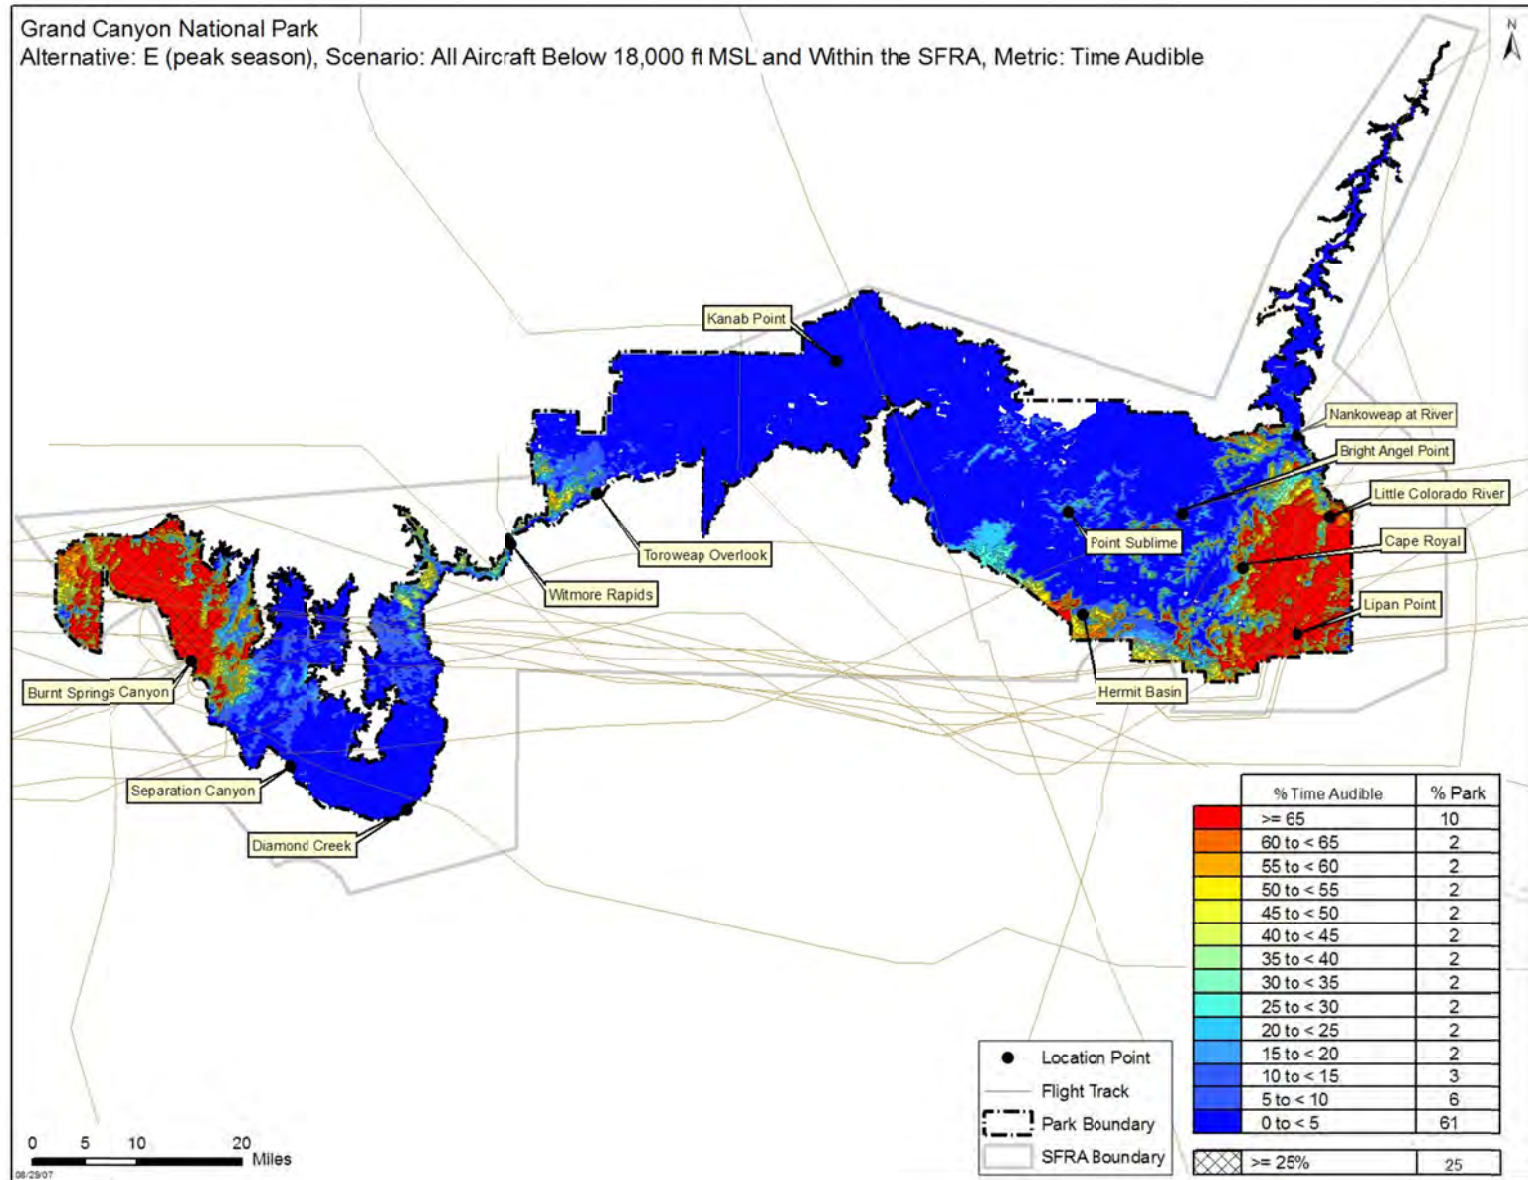 Grand Canyon National Park
Alternative: E (peak season), Scenario: All Aircraft Below 18,000 ft MSL and Within the SFRA, Metric: Time Audible
N
Kanab Point
Nankoweap at River
Bright Angel Point
Little Colorado River
Point Sublime
Cape Royal
Toroweap Overlook
Witmore Rapids
Lipan Point
Burnt Springs Canyon
Hermit Basin
Separation Canyon
Diamond Creek
% Time Audible % Park
>= 65 10
60 to < 65 2
55 to < 60 2
50 to < 55 2
45 to < 50 2
40 to < 45 2
35 to < 40 2
30 to < 35 2
25 to < 30 2
20 to < 25 2
15 to < 20 2
10 to < 15 3
5 to < 10 6
0 to < 5 61
>= 25% 25
Location Point
Flight Track
Park Boundary
SFRA Boundary
0 5 10 20
Miles
08/29/07